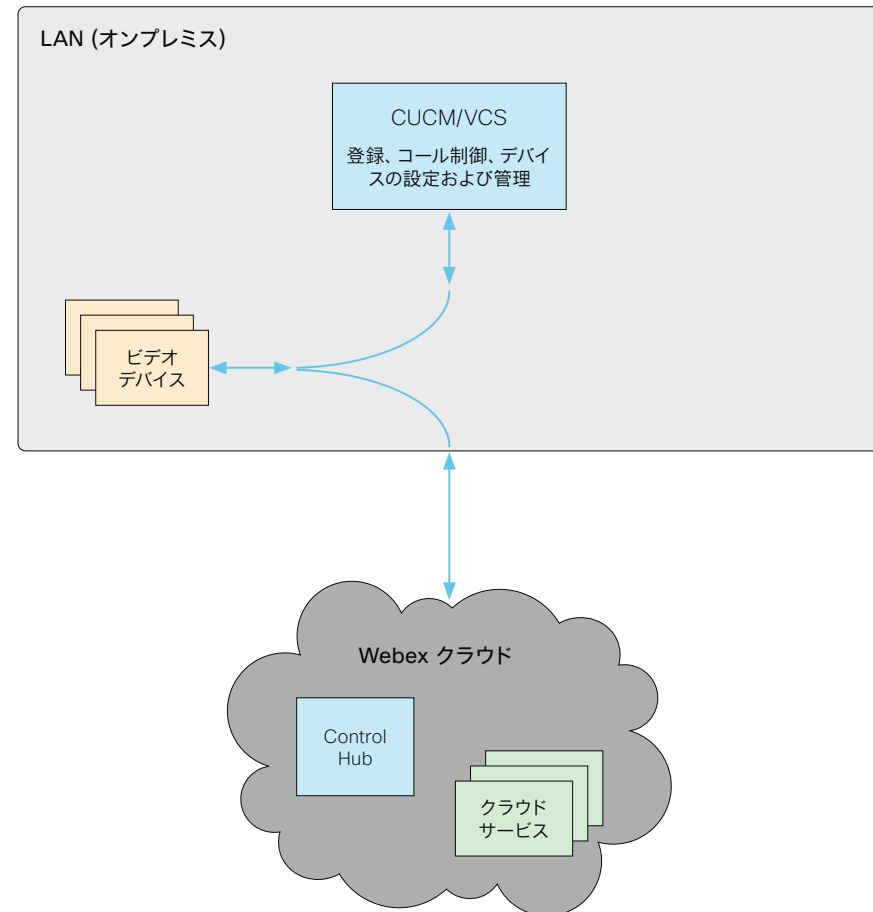 LAN (オンプレミス)
CUCM/VCS
登録、コール制御、デバイ
スの設定および管理
ビデオ
デバイス
Webex クラウド
Control
Hub
クラウド
サービス